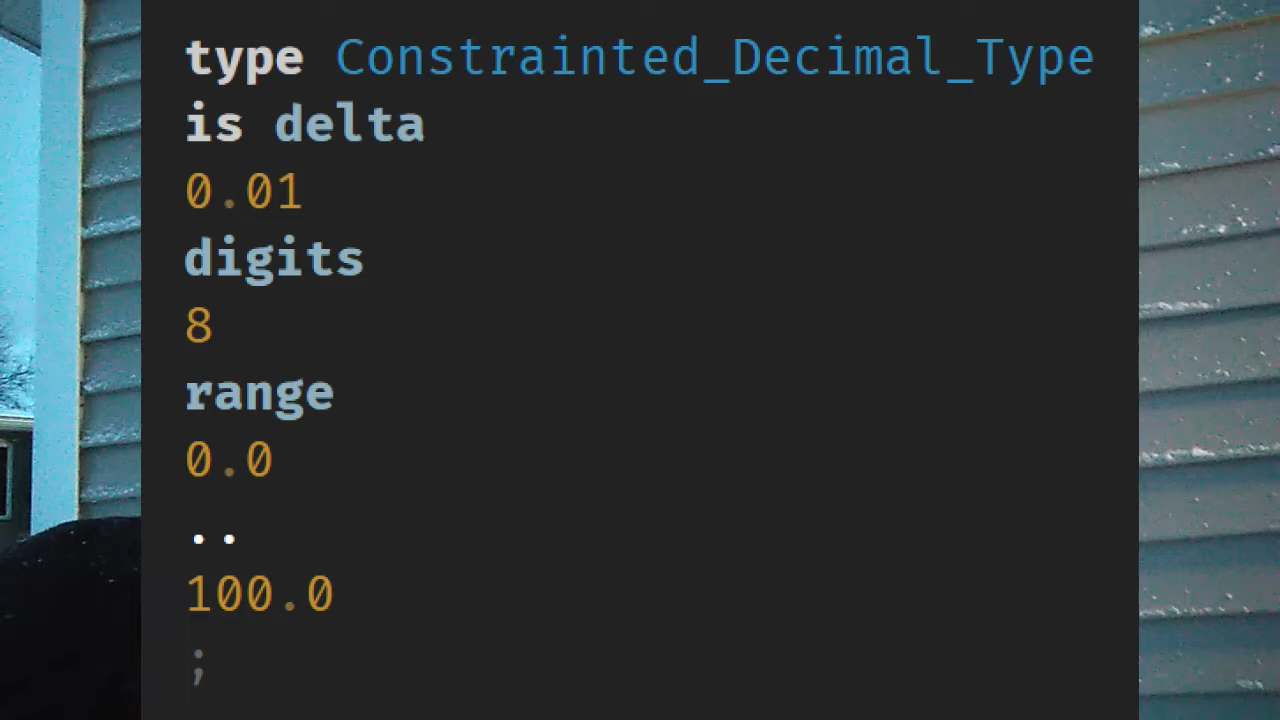 type Constrainted_Decimal_Type
is delta
0.01
digits
8
range
0.0
..
100.0
;